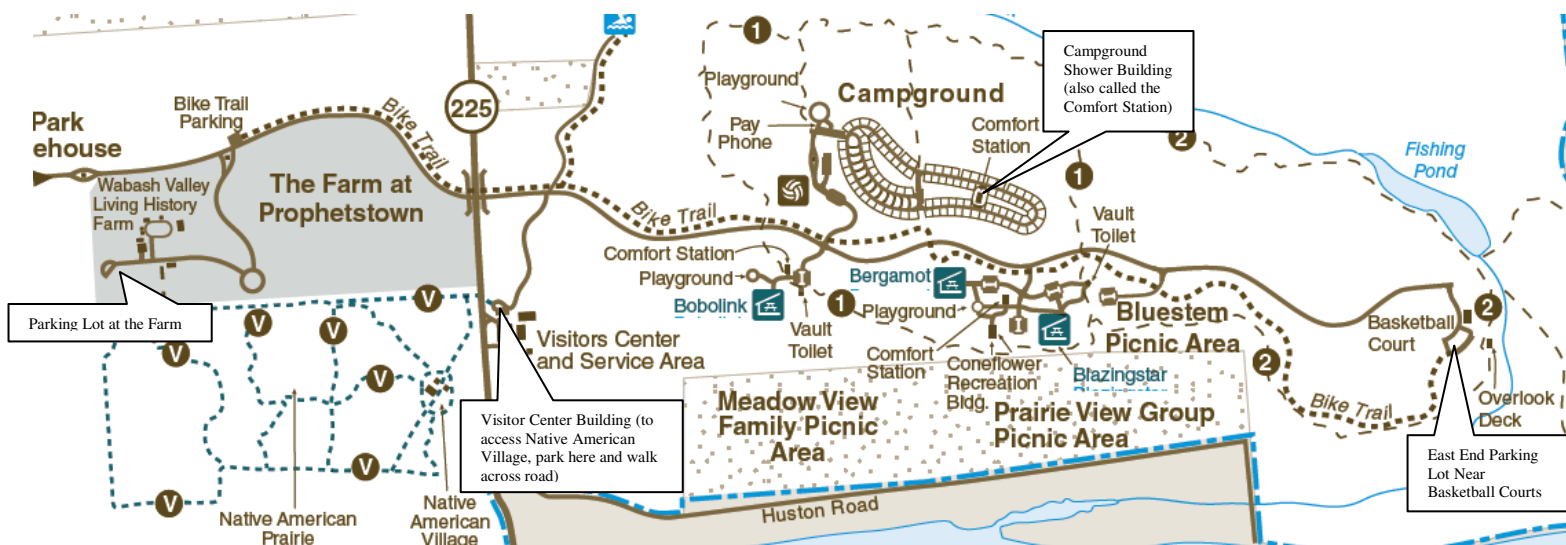 1
Campground
Shower Building
(also called the
Comfort Station)
Playground
225
Bike Trail
Parking
Bike Trail
Campground
Pay
Phone
Comfort
Station
2
Fishing
Pond
Park
ehouse
Wabash Valley
Living History
Farm
The Farm at
Prophetstown
1
Bike Trail
Vault
Toilet
Comfort Station
Playground
Bobolink
Vault
Toilet
1
Bergamot
Playground
Comfort
Station
Coneflower
Recreation
Bldg.
Blazingstar
Bluestem
Picnic Area
2
Basketball
Court
2
Parking Lot at the Farm
V
V
V
V
V
V
V
Visitors Center
and Service Area
Visitor Center Building (to
access Native American
Village, park here and walk
across road)
Meadow View
Family Picnic
Area
Prairie View Group
Picnic Area
Bike Trail
Overlook
Deck
East End Parking
Lot Near
Basketball Courts
Huston Road
Native American
Prairie
Native
American
Village